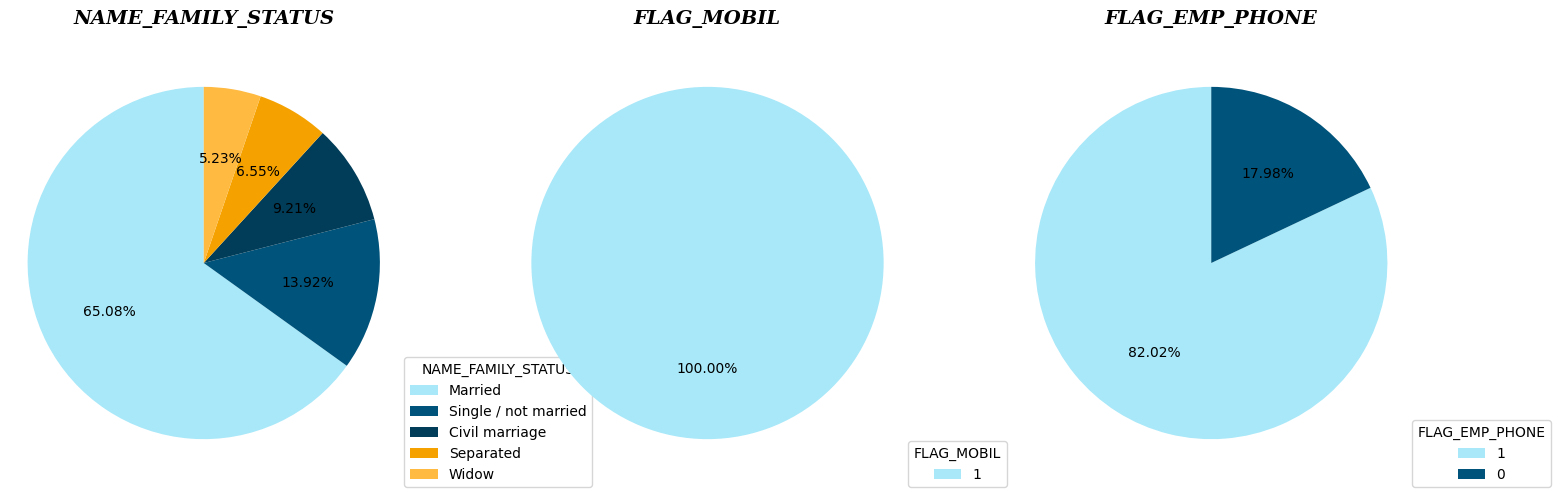 NAME_FAMILY_STATUS
5.23%
6.55%
9.21%
13.92%
65.08%
NAME_FAMILY_STATUS
Married
Single / not married
Civil marriage
Separated
Widow
FLAG_MOBIL
100.00%
FLAG_MOBIL
1
FLAG_EMP_PHONE
17.98%
82.02%
FLAG_EMP_PHONE
1
0